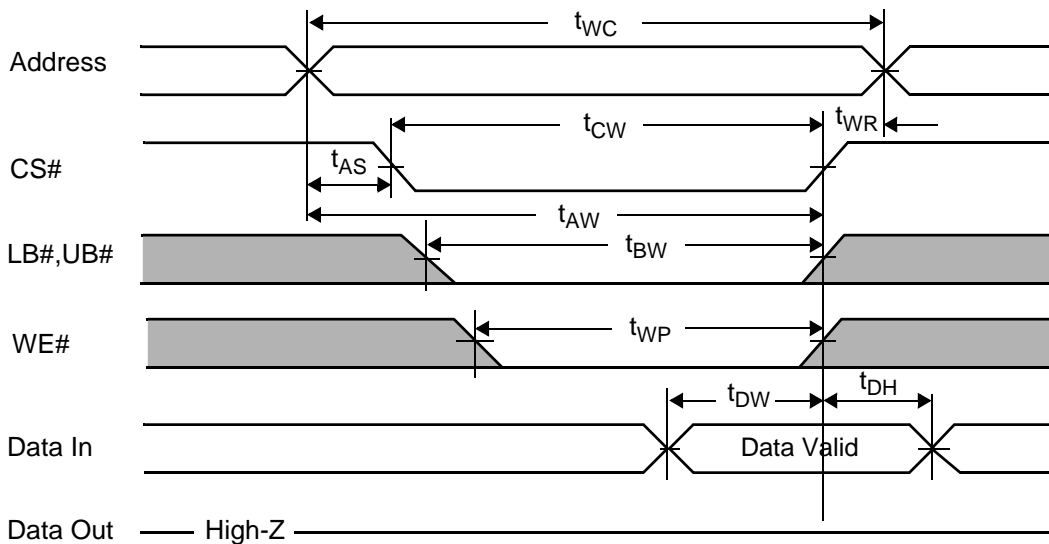 tWC
Address
tCW
tWR
CS#
tAS
tAW
LB#,UB#
tBW
WE#
tWP
tDW
tDH
Data In
Data Valid
Data Out
High-Z